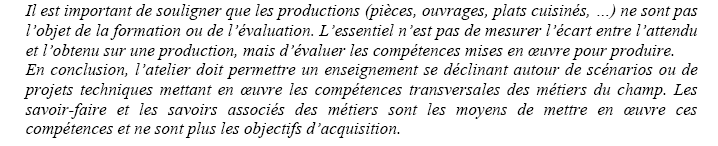 Il est important de souligner que les productions (pièces, ouvrages, plats cuisinés, …) ne sont pas
l’objet de la formation ou de l’évaluation. L’essentiel n’est pas de mesurer l’écart entre l’attendu
et l’obtenu sur une production, mais d’évaluer les compétences mises en œuvre pour produire.
En conclusion, l’atelier doit permettre un enseignement se déclinant autour de scénarios ou de
projets techniques mettant en œuvre les compétences transversales des métiers du champ. Les
savoir-faire et les savoirs associés des métiers sont les moyens de mettre en œuvre ces
compétences et ne sont plus les objectifs d’acquisition.